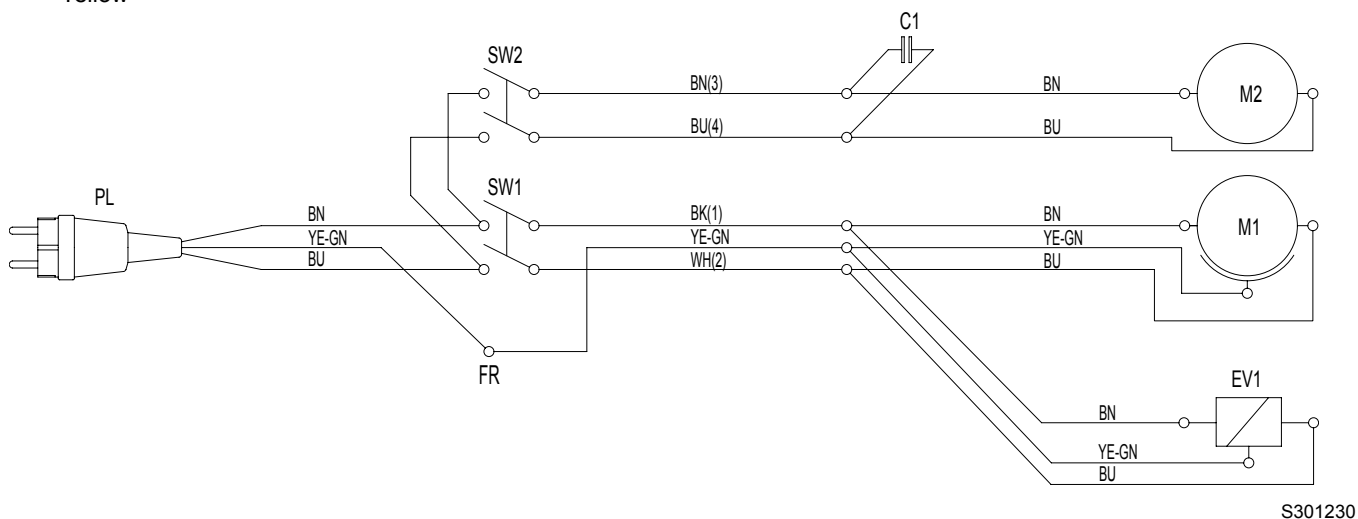 Yellow
C1
SW2
BN(3) BN M2
BU(4) BU
PL SW1
BN BK(1) BN M1
YE-GN YE-GN YE-GN
BU WH(2) BU
FR
EV1
BN
YE-GN
BU
S301230